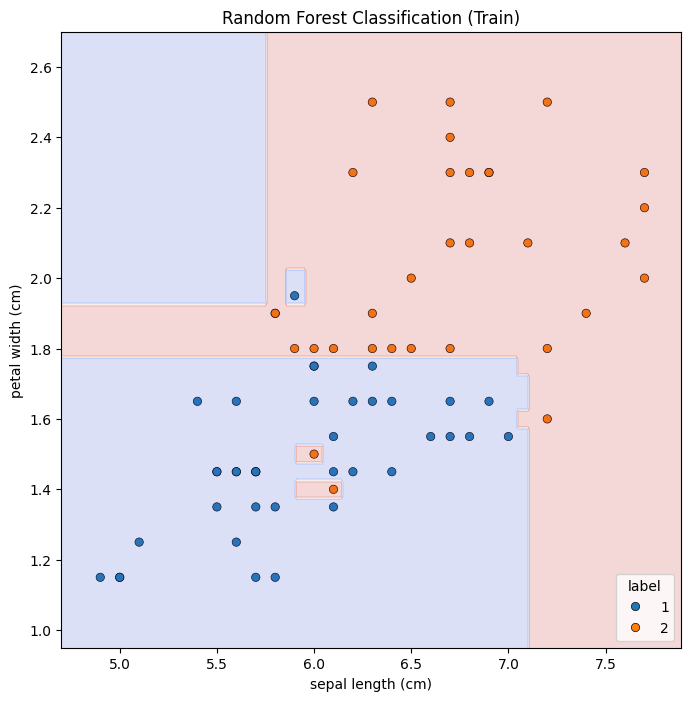 Random Forest Classification (Train)
petal width (cm)
2.6
2.4
2.2
2.0
1.8
1.6
1.4
1.2
1.0
label
1
2
5.0 5.5 6.0 6.5 7.0 7.5
sepal length (cm)